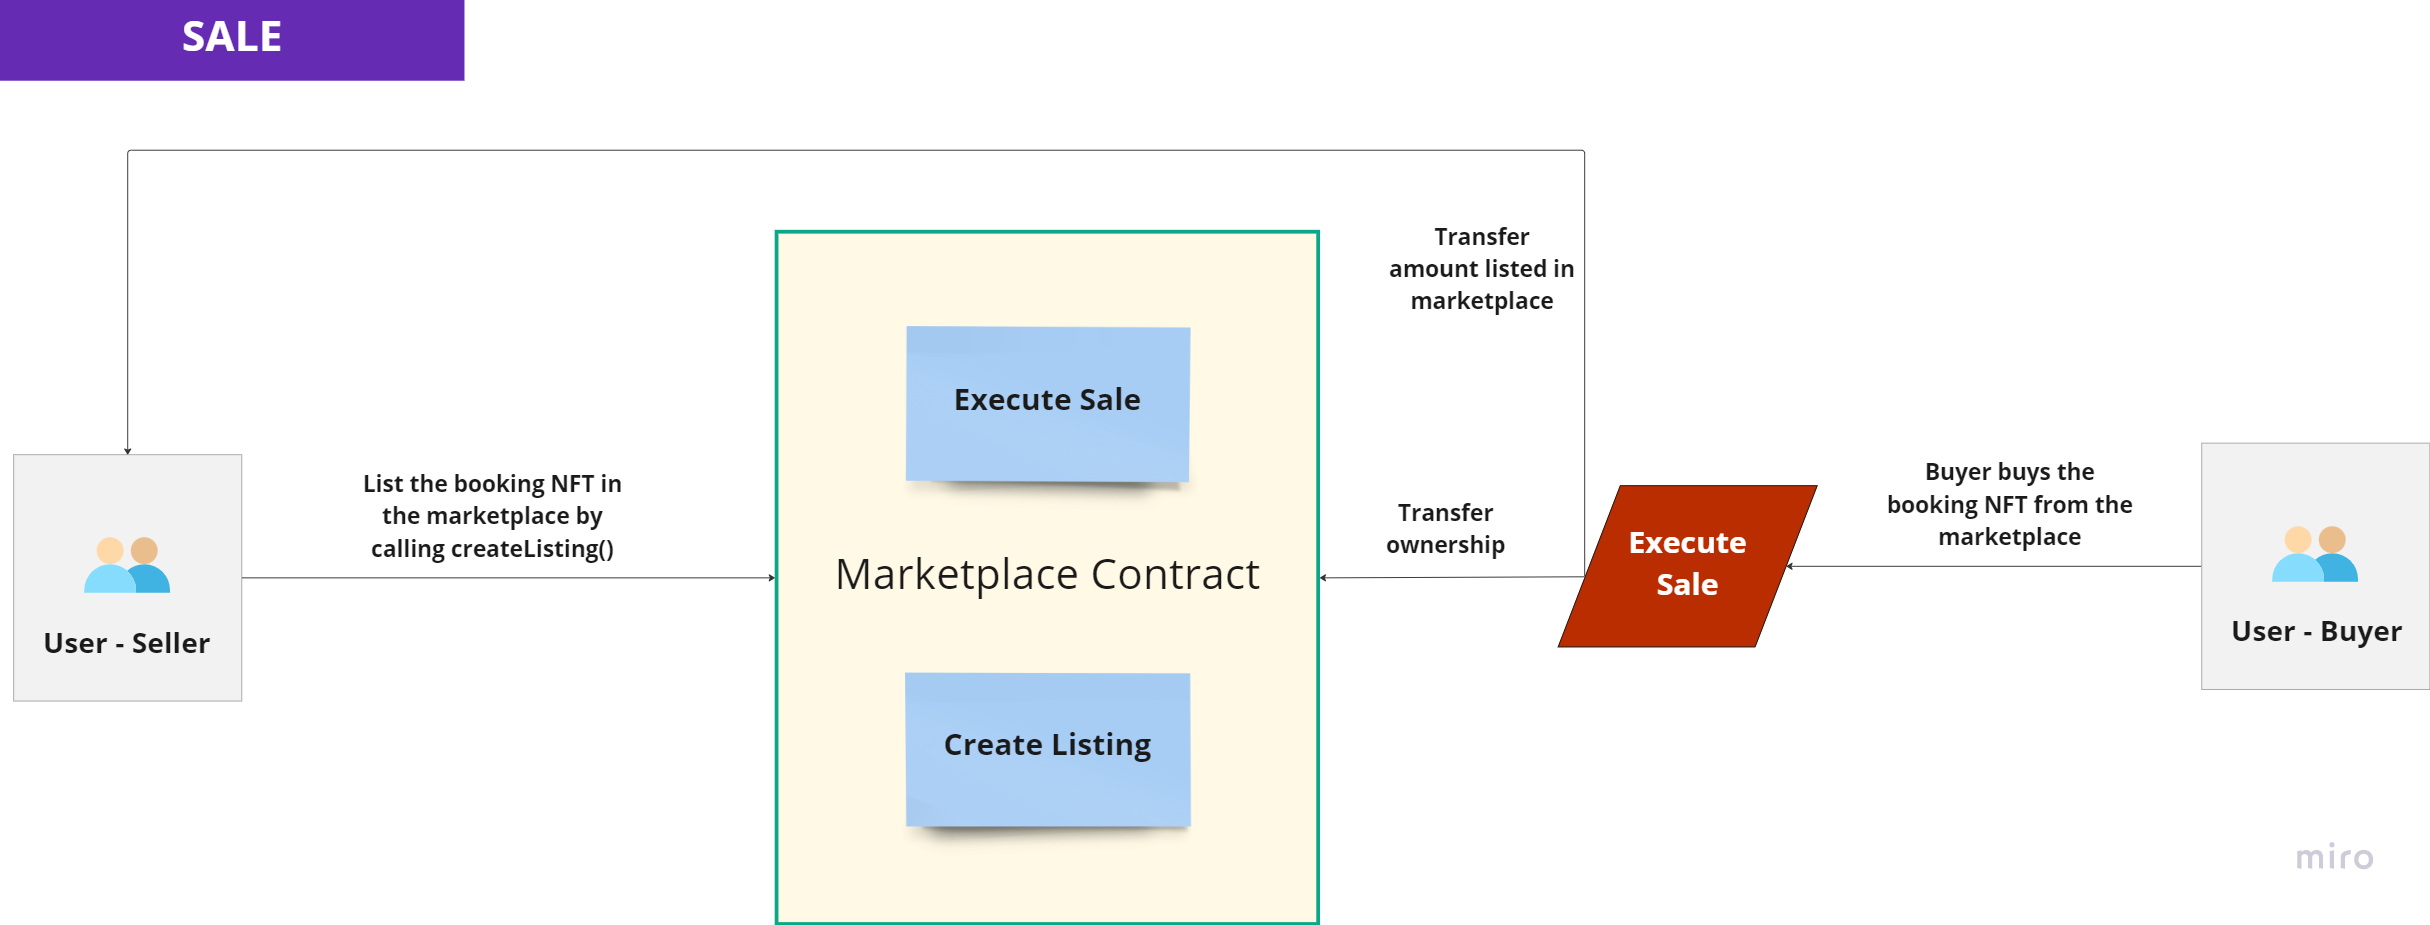 SALE
Transfer
amount listed in
marketplace
Execute Sale
List the booking NFT in
the marketplace by
calling createListing()
User - Seller
Marketplace Contract
Transfer
ownership
Execute
Sale
Buyer buys the
booking NFT from the
marketplace
User - Buyer
Create Listing
miro